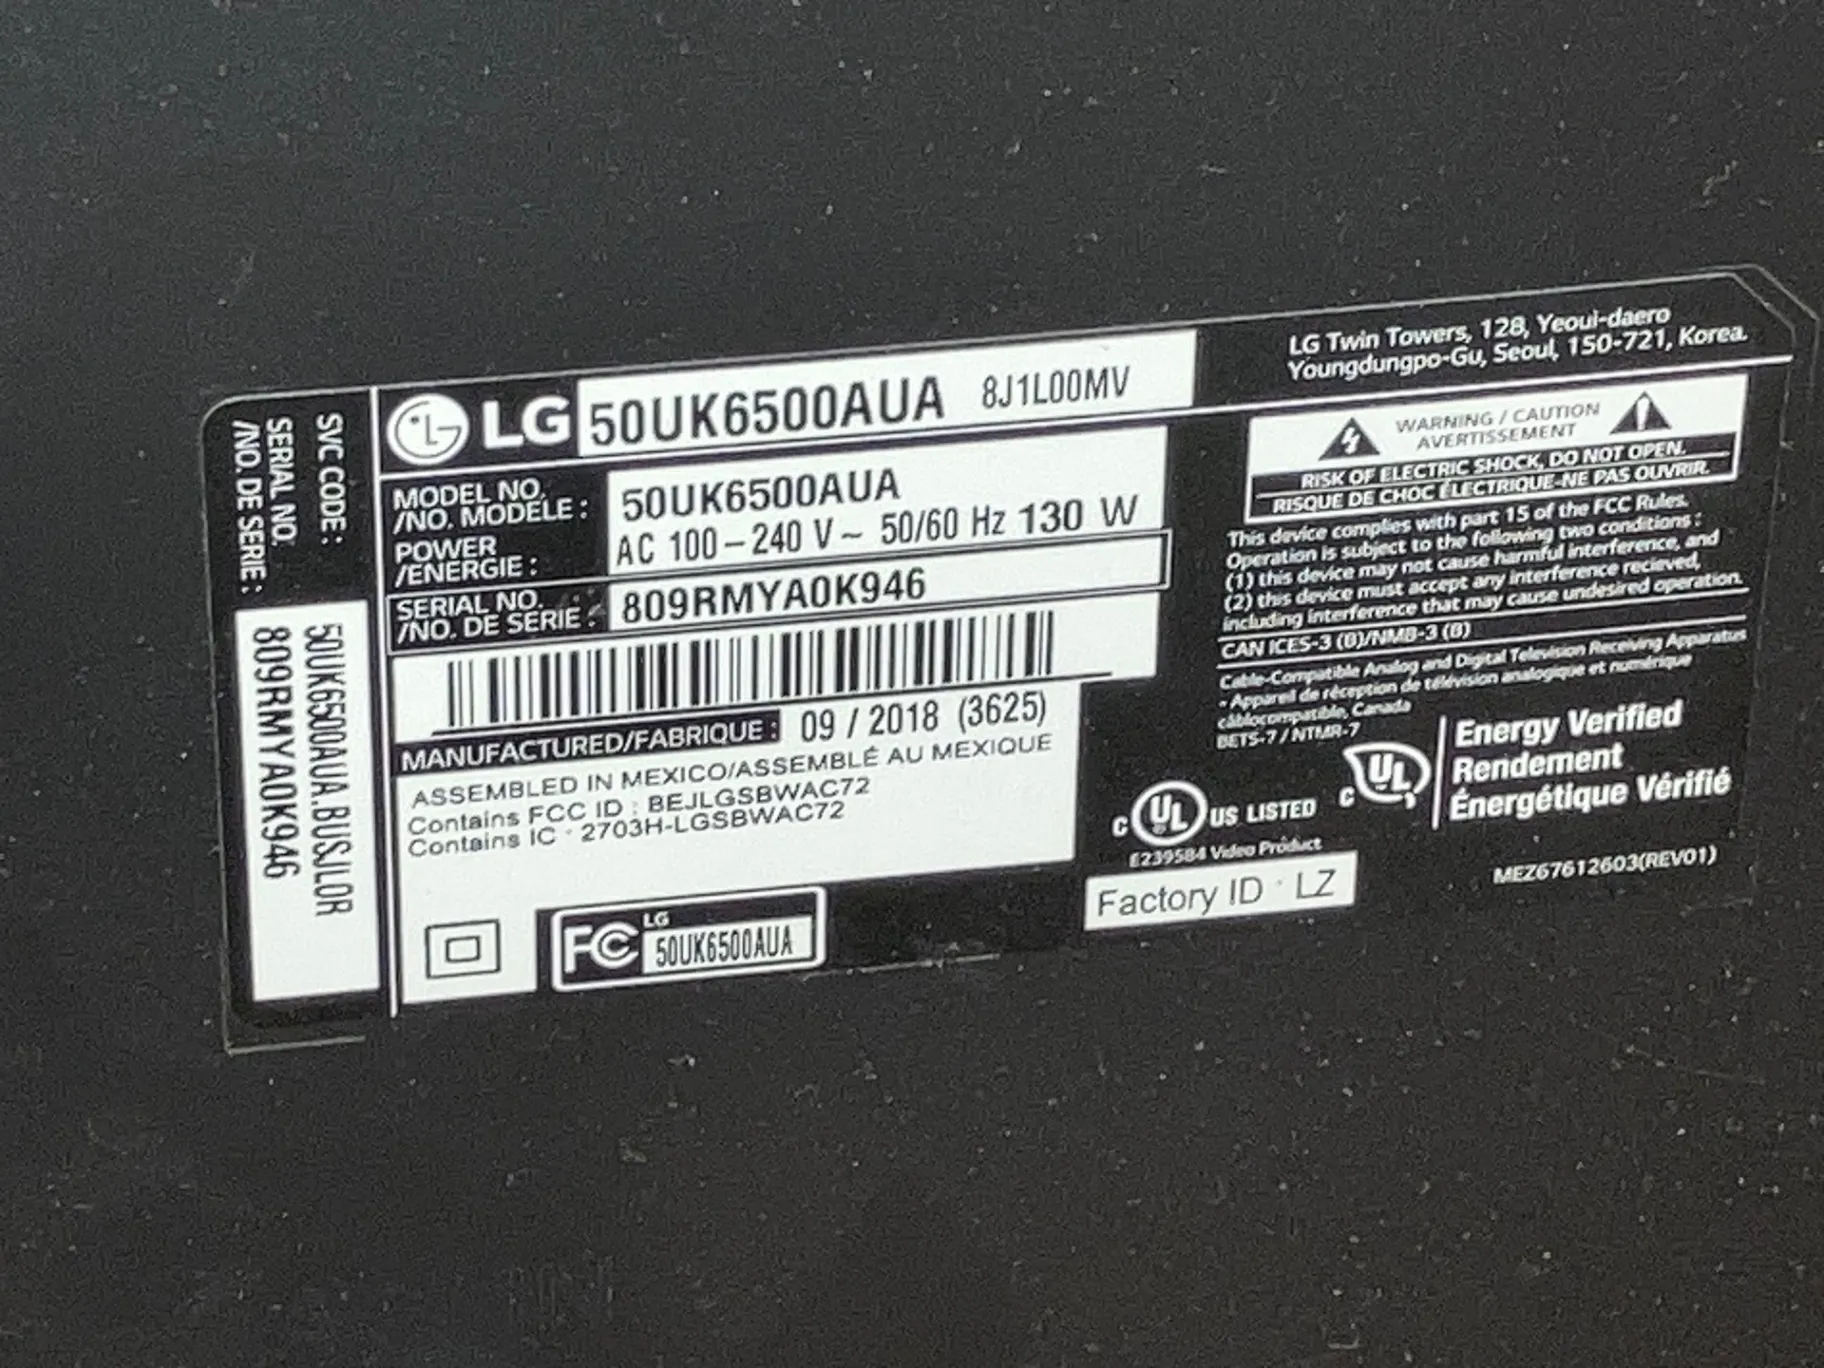 SVC CODE : 50UK6500AUA.BUSJLOR
SERIAL NO. 809RMYA0K946
/NO. DE SERIE :
LG 50UK6500AUA 8J1L00MV
MODEL NO.
/NO. MODÈLE : 50UK6500AUA
POWER
/ÉNERGIE : AC 100 – 240 V ~ 50/60 Hz 130 W
SERIAL NO.
/NO. DE SÉRIE : 809RMYA0K946
MANUFACTURED/FABRIQUE : 09 / 2018 (3625)
ASSEMBLED IN MEXICO/ASSEMBLÉ AU MEXIQUE
Contains FCC ID : BEJLGSBWAC72
Contains IC : 2703H-LGSBWAC72
FC LG
50UK6500AUA
LG Twin Towers, 128, Yeoui-daero
Youngdungpo-Gu, Seoul, 150-721, Korea.
WARNING / CAUTION
AVERTISSEMENT
RISK OF ELECTRIC SHOCK, DO NOT OPEN.
RISQUE DE CHOC ÉLECTRIQUE-NE PAS OUVRIR.
This device complies with part 15 of the FCC Rules.
Operation is subject to the following two conditions :
(1) this device may not cause harmful interference, and
(2) this device must accept any interference recieved,
including interference that may cause undesired operation.
CAN ICES-3 (B)/NMB-3 (B)
Cable-Compatible Analog and Digital Television Receiving Apparatus
- Appareil de réception de télévision analogique et numérique
câblocompatible, Canada
BETS-7 / NTMR-7
C UL US LISTED
E239584 Video Product
C UL Energy Verified
Rendement
Énergétique Vérifié
Factory ID : LZ
MEZ67612603(REV01)